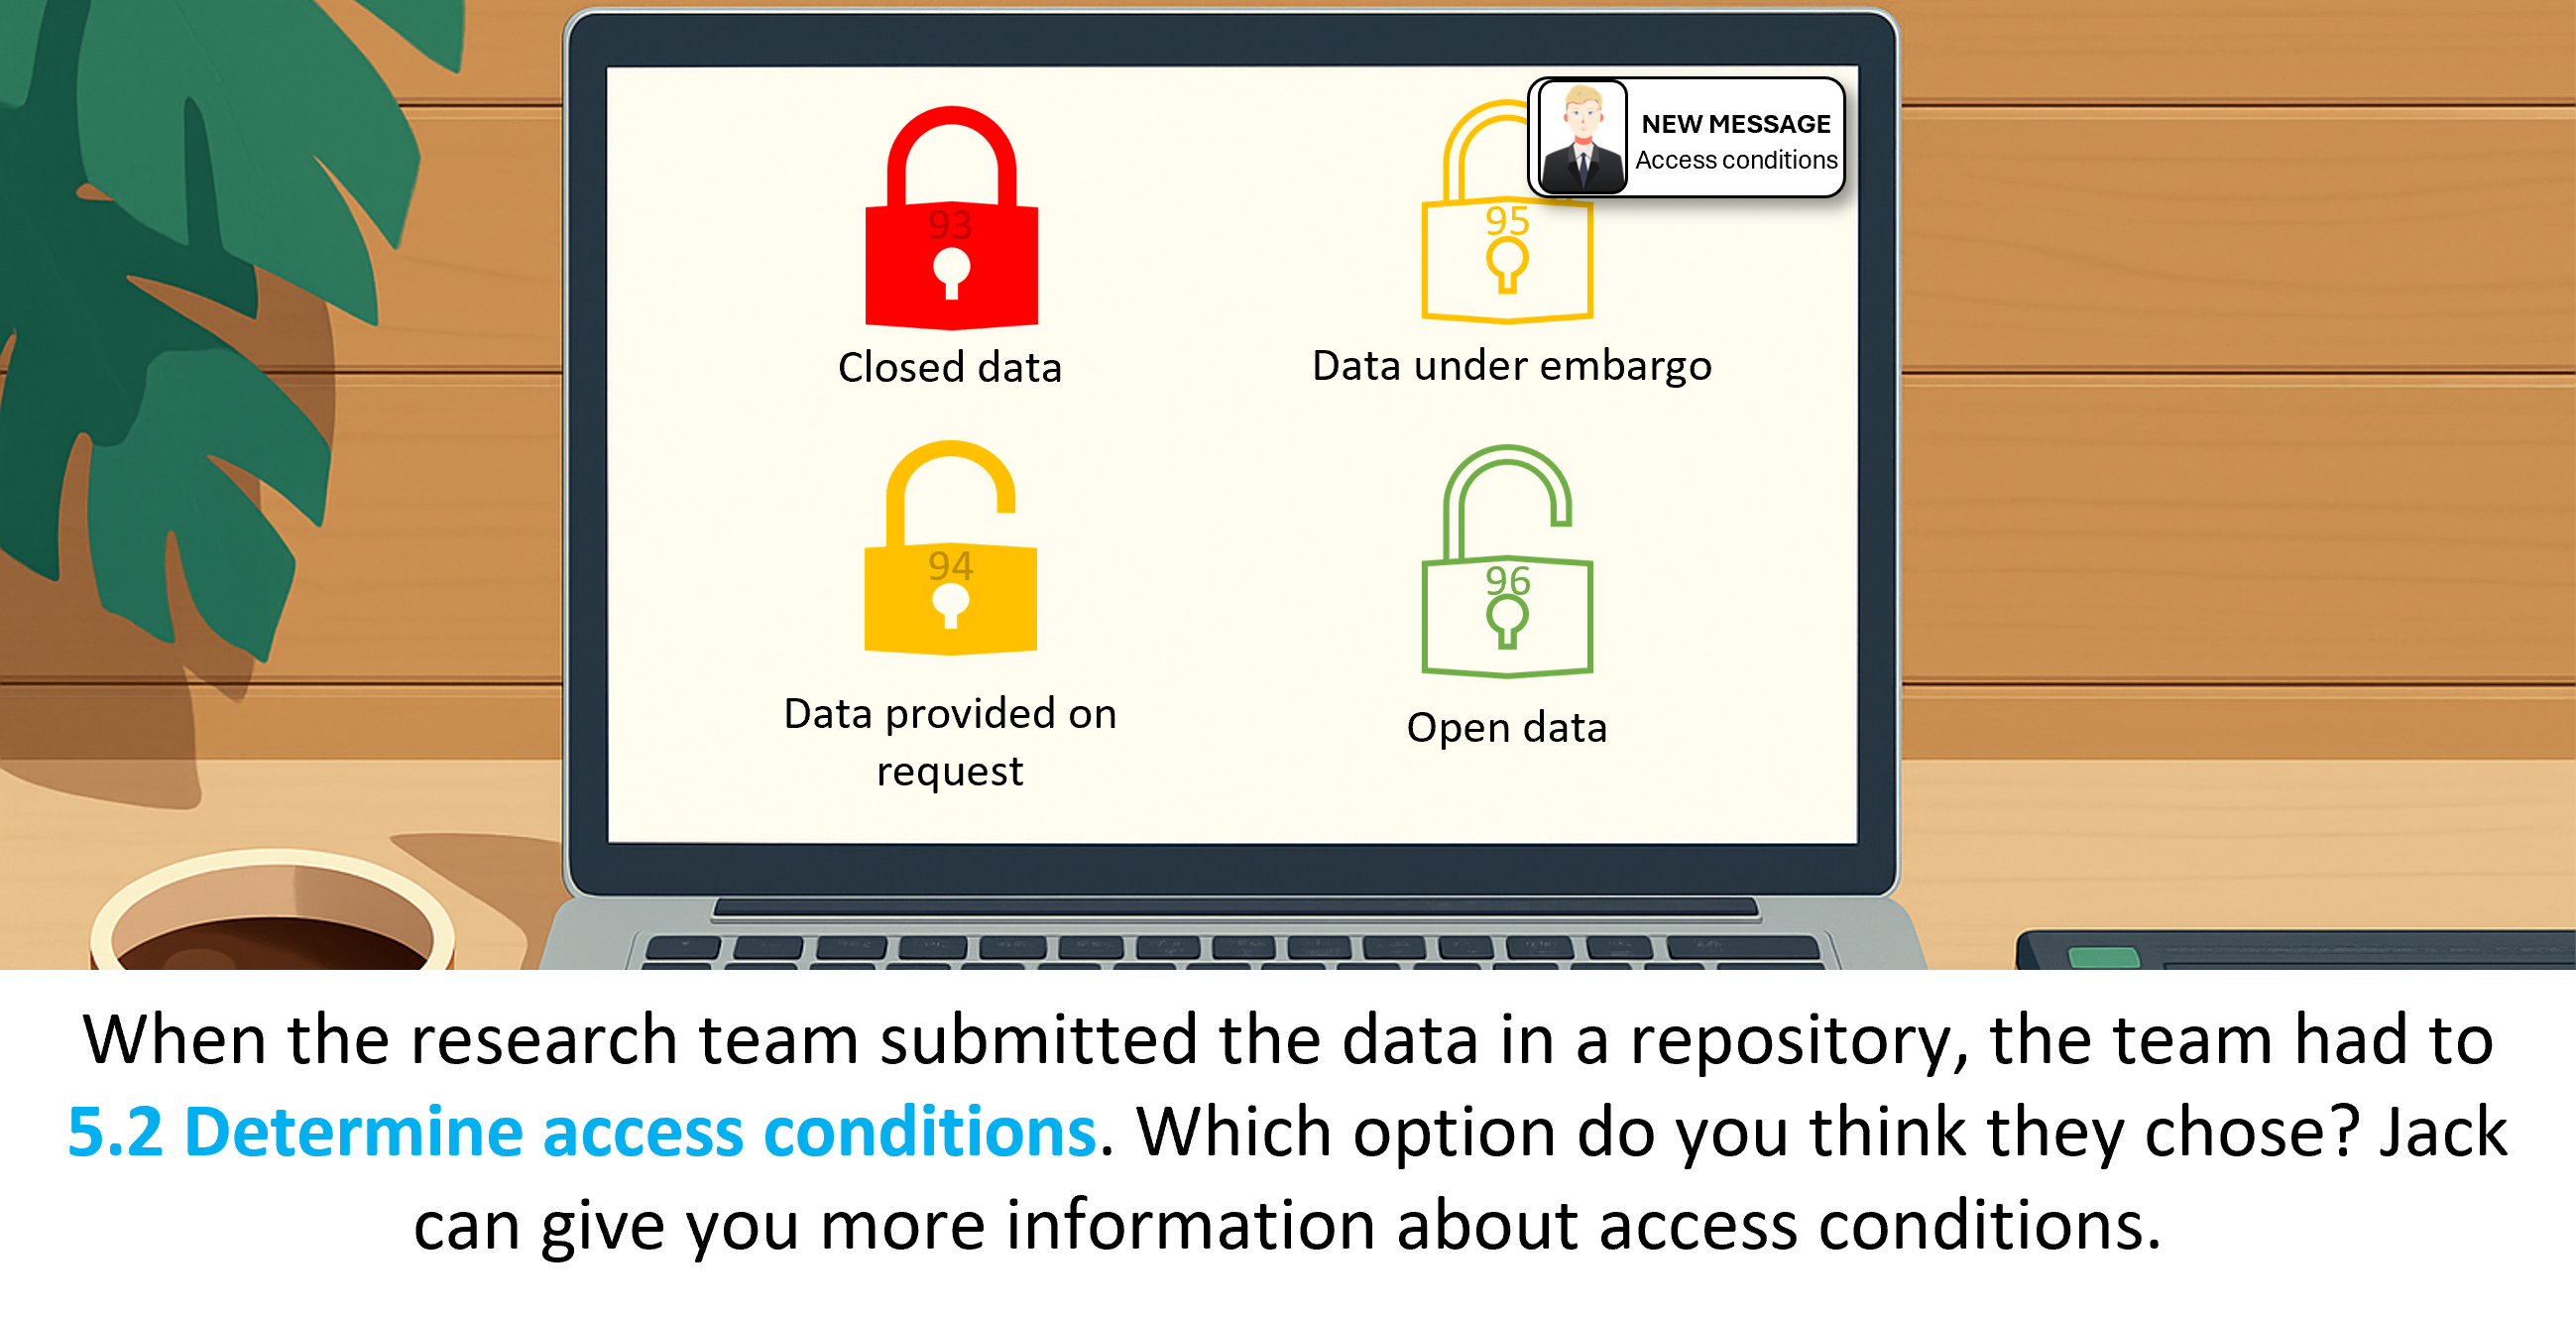 NEW MESSAGE
Access conditions
93
Closed data
95
Data under embargo
94
Data provided on
request
96
Open data
When the research team submitted the data in a repository, the team had to
5.2 Determine access conditions. Which option do you think they chose? Jack
can give you more information about access conditions.